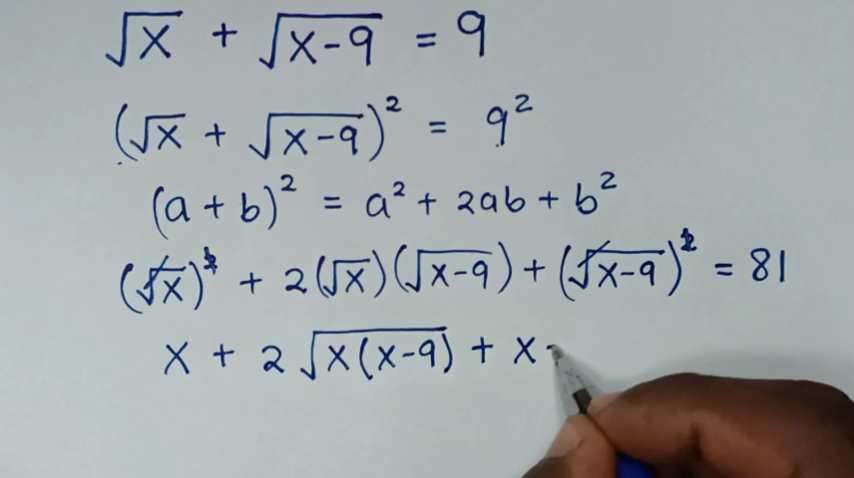 √x + √(x-9) = 9
(√x + √(x-9))² = 9²
(a + b)² = a² + 2ab + b²
(√x)² + 2(√x)(√(x-9)) + (√(x-9))² = 81
x + 2√(x(x-9)) + x -